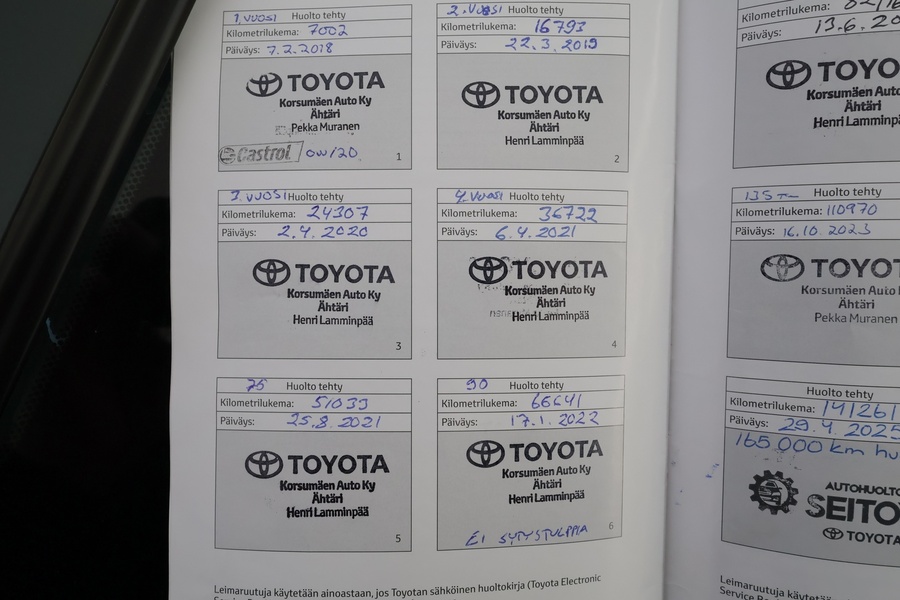 1. vuosi Huolto tehty
Kilometrilukema: 7002
Päiväys: 7.2.2018
TOYOTA
Korsumäen Auto Ky
Ähtäri
Pekka Muranen
Castrol 0W/20
1
2. vuosi Huolto tehty
Kilometrilukema: 16793
Päiväys: 22.3.2019
TOYOTA
Korsumäen Auto Ky
Ähtäri
Henri Lamminpää
2
3. vuosi Huolto tehty
Kilometrilukema: 24307
Päiväys: 2.4.2020
TOYOTA
Korsumäen Auto Ky
Ähtäri
Henri Lamminpää
3
4. vuosi Huolto tehty
Kilometrilukema: 36722
Päiväys: 6.4.2021
TOYOTA
Korsumäen Auto Ky
Ähtäri
Henri Lamminpää
4
75 Huolto tehty
Kilometrilukema: 51033
Päiväys: 25.8.2021
TOYOTA
Korsumäen Auto Ky
Ähtäri
Henri Lamminpää
5
90 Huolto tehty
Kilometrilukema: 66641
Päiväys: 17.1.2022
TOYOTA
Korsumäen Auto Ky
Ähtäri
Henri Lamminpää
EI SYTYSTULPPIA
6
Leimaruutuja käytetään ainoastaan, jos Toyotan sähköinen huoltokirja (Toyota Electronic
Kilometrilukema:
Päiväys: 13.6.20
TOYO
Korsumäen Auto
Ähtäri
Henri Lamminp
135 Huolto tehty
Kilometrilukema: 110970
Päiväys: 16.10.2023
TOYOT
Korsumäen Auto K
Ähtäri
Pekka Muranen
Huolto tehty
Kilometrilukema: 141261
Päiväys: 29.4.2025
165 000 km hu
AUTOHUOLTO
SEITO
TOYOTA
Leimaruutuja käytetään